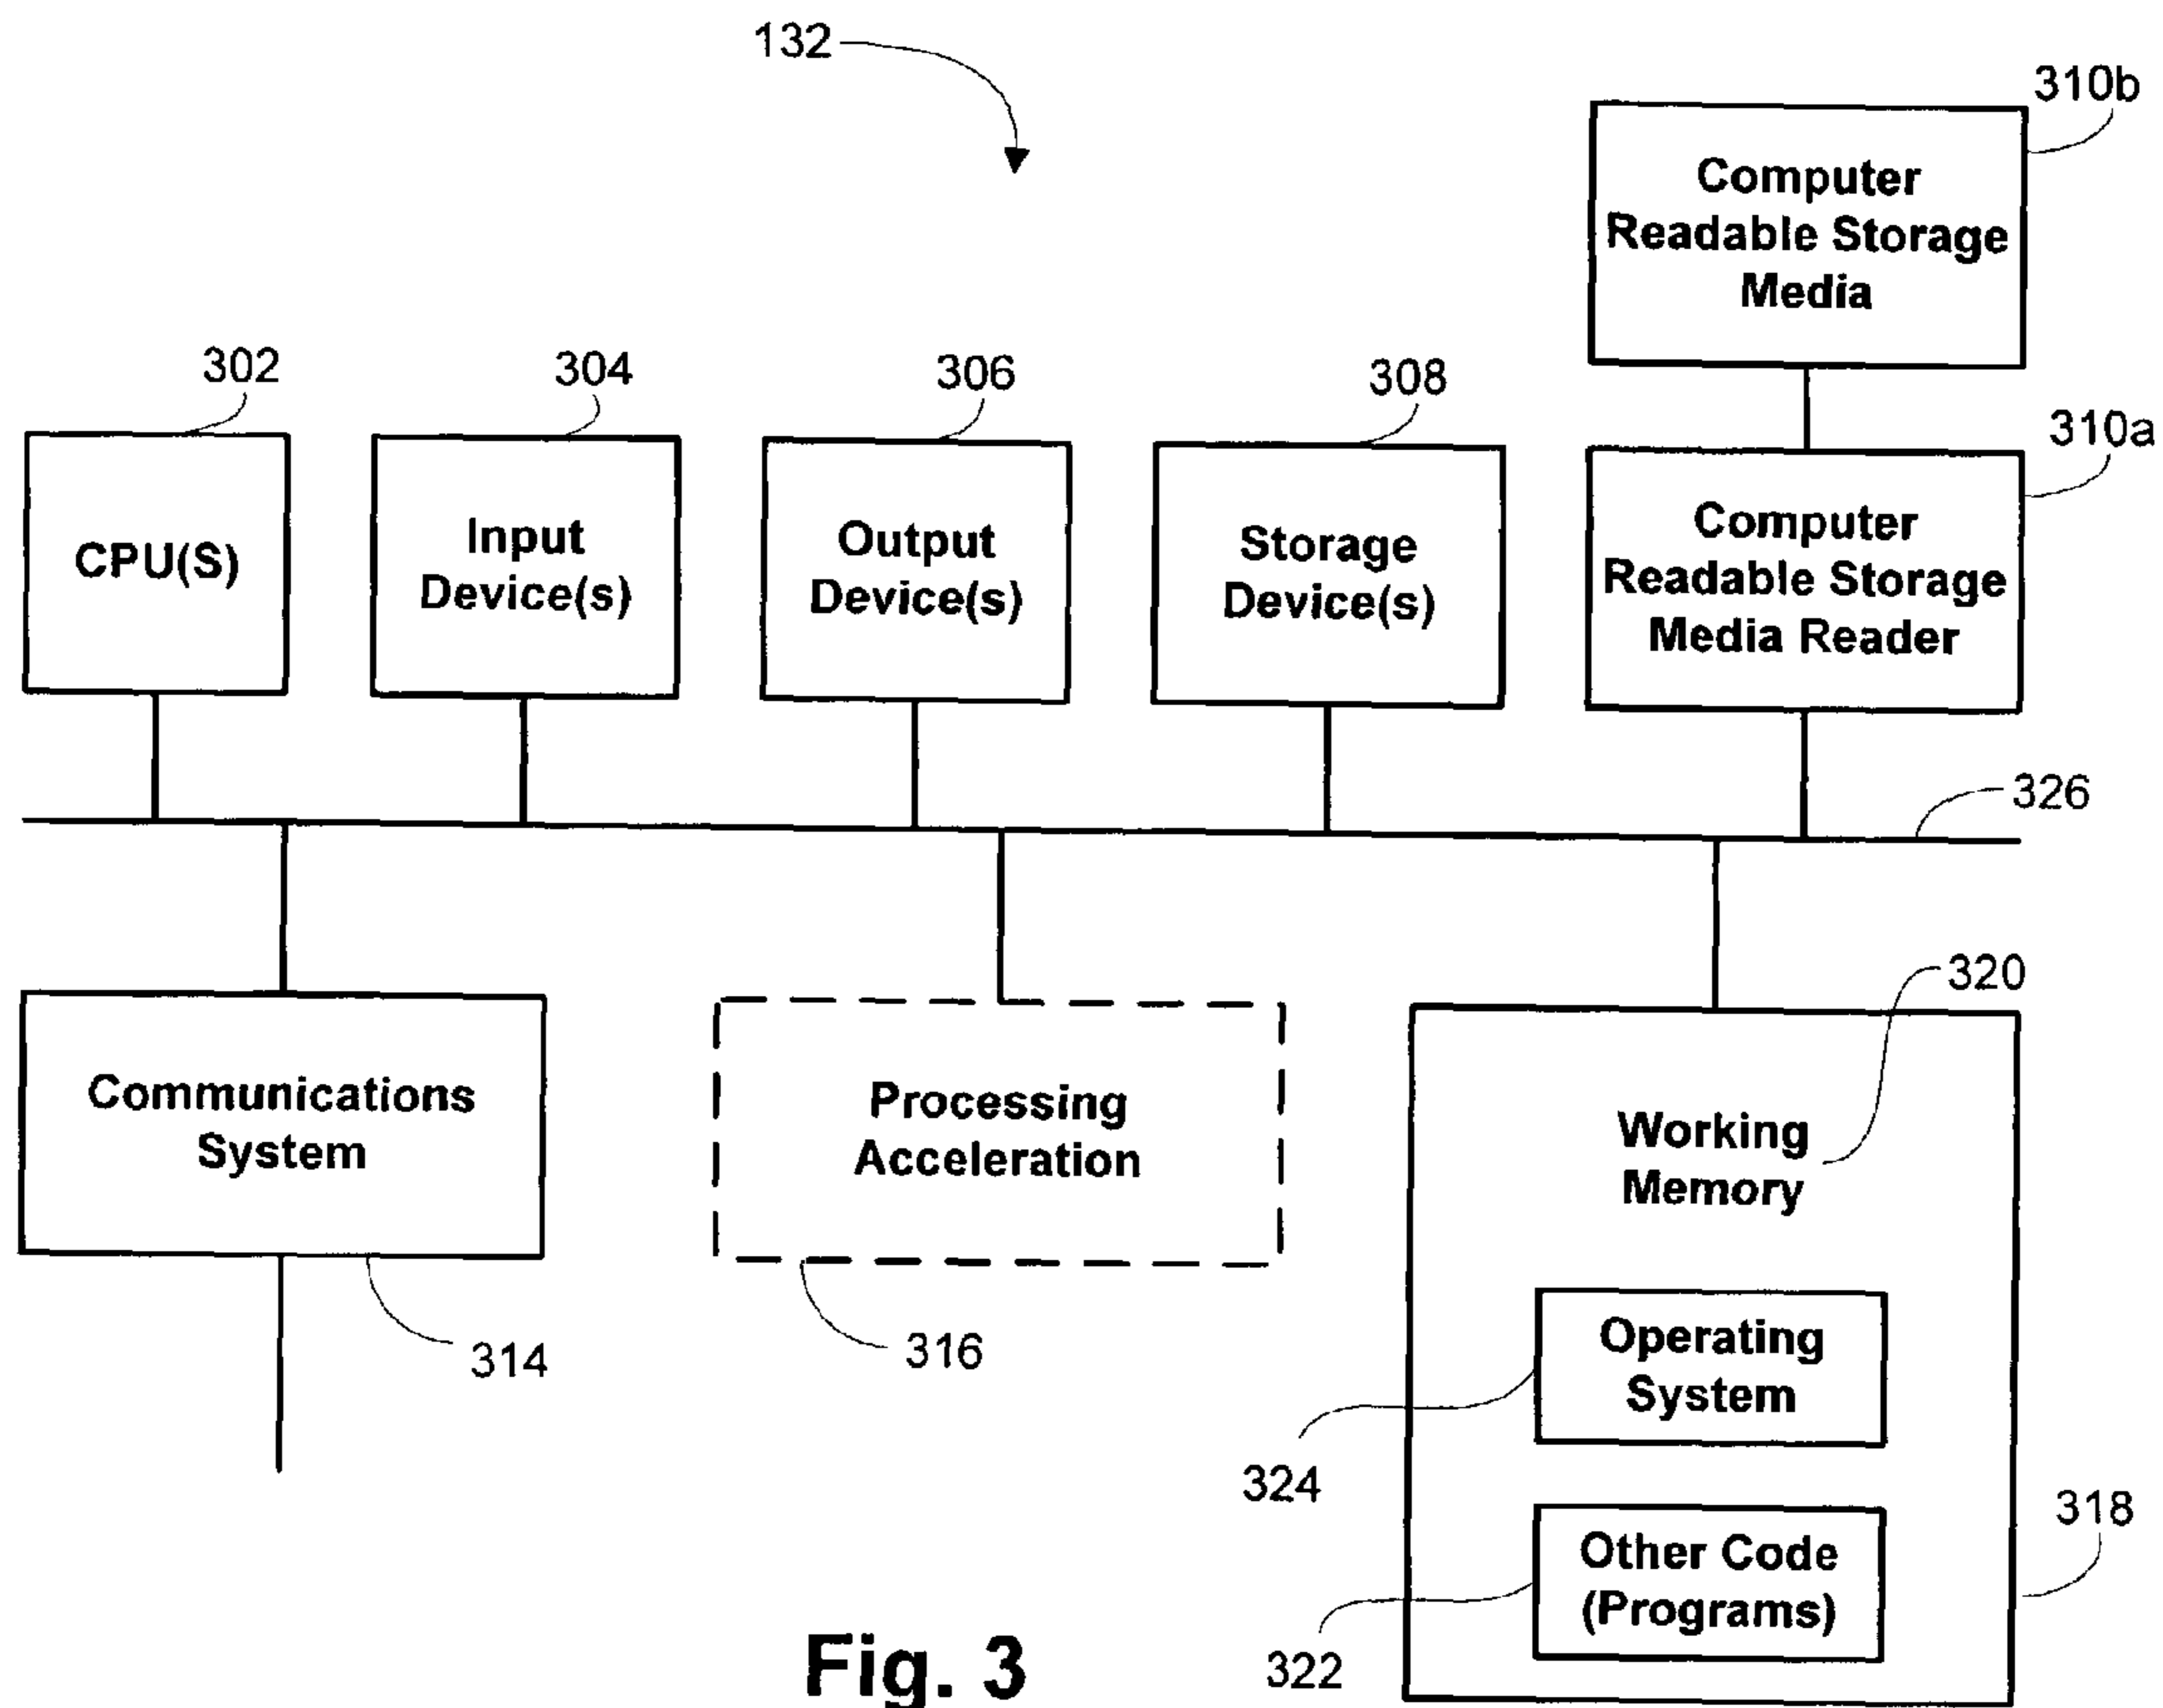 132
310b
Computer
Readable Storage
Media
302
304
306
308
310a
CPU(S)
Input
Device(s)
Output
Device(s)
Storage
Device(s)
Computer
Readable Storage
Media Reader
326
320
Communications
System
Processing
Acceleration
Working
Memory
314
316
Operating
System
324
318
Other Code
(Programs)
322
Fig. 3